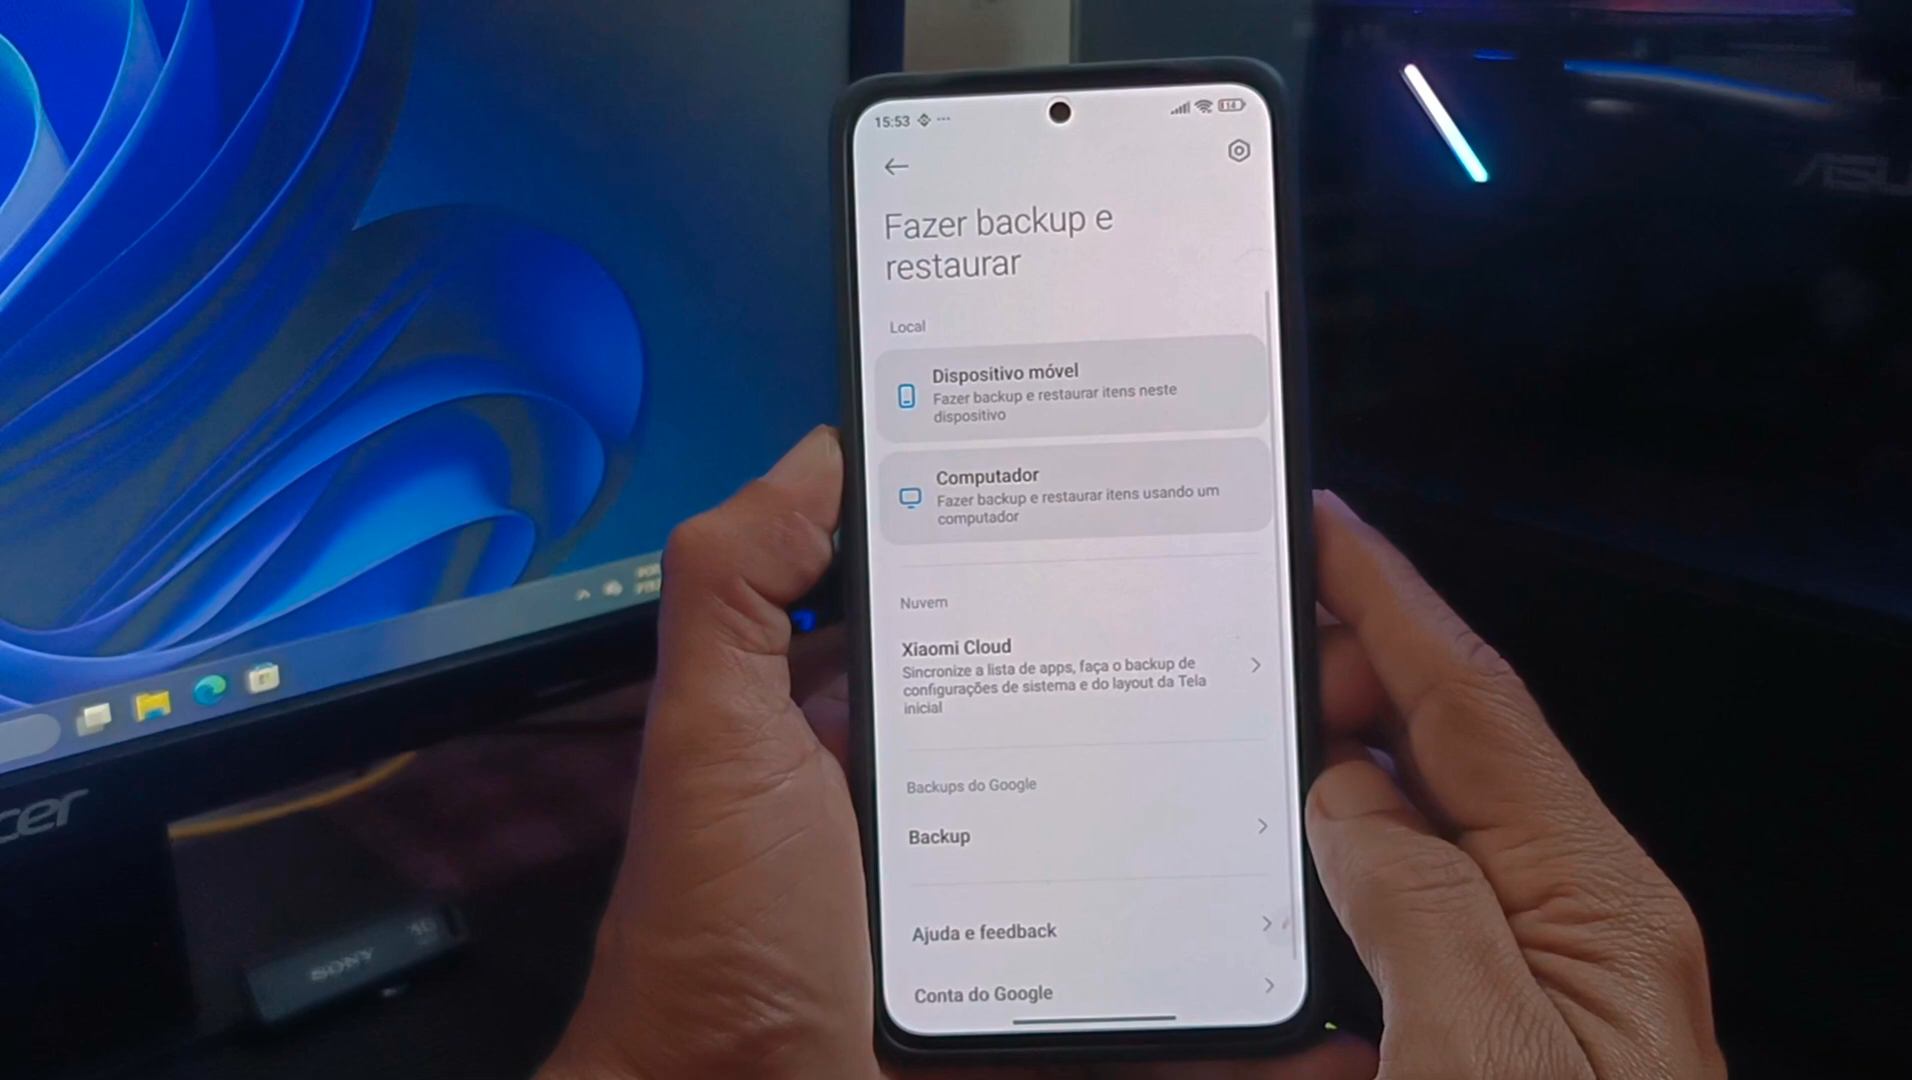 15:53
Fazer backup e
restaurar
Local
Dispositivo móvel
Fazer backup e restaurar itens neste
dispositivo
Computador
Fazer backup e restaurar itens usando um
computador
Nuvem
Xiaomi Cloud
Sincronize a lista de apps, faça o backup de
configurações de sistema e do layout da Tela
inicial
Backups do Google
Backup
Ajuda e feedback
Conta do Google
cer
SONY
ASU